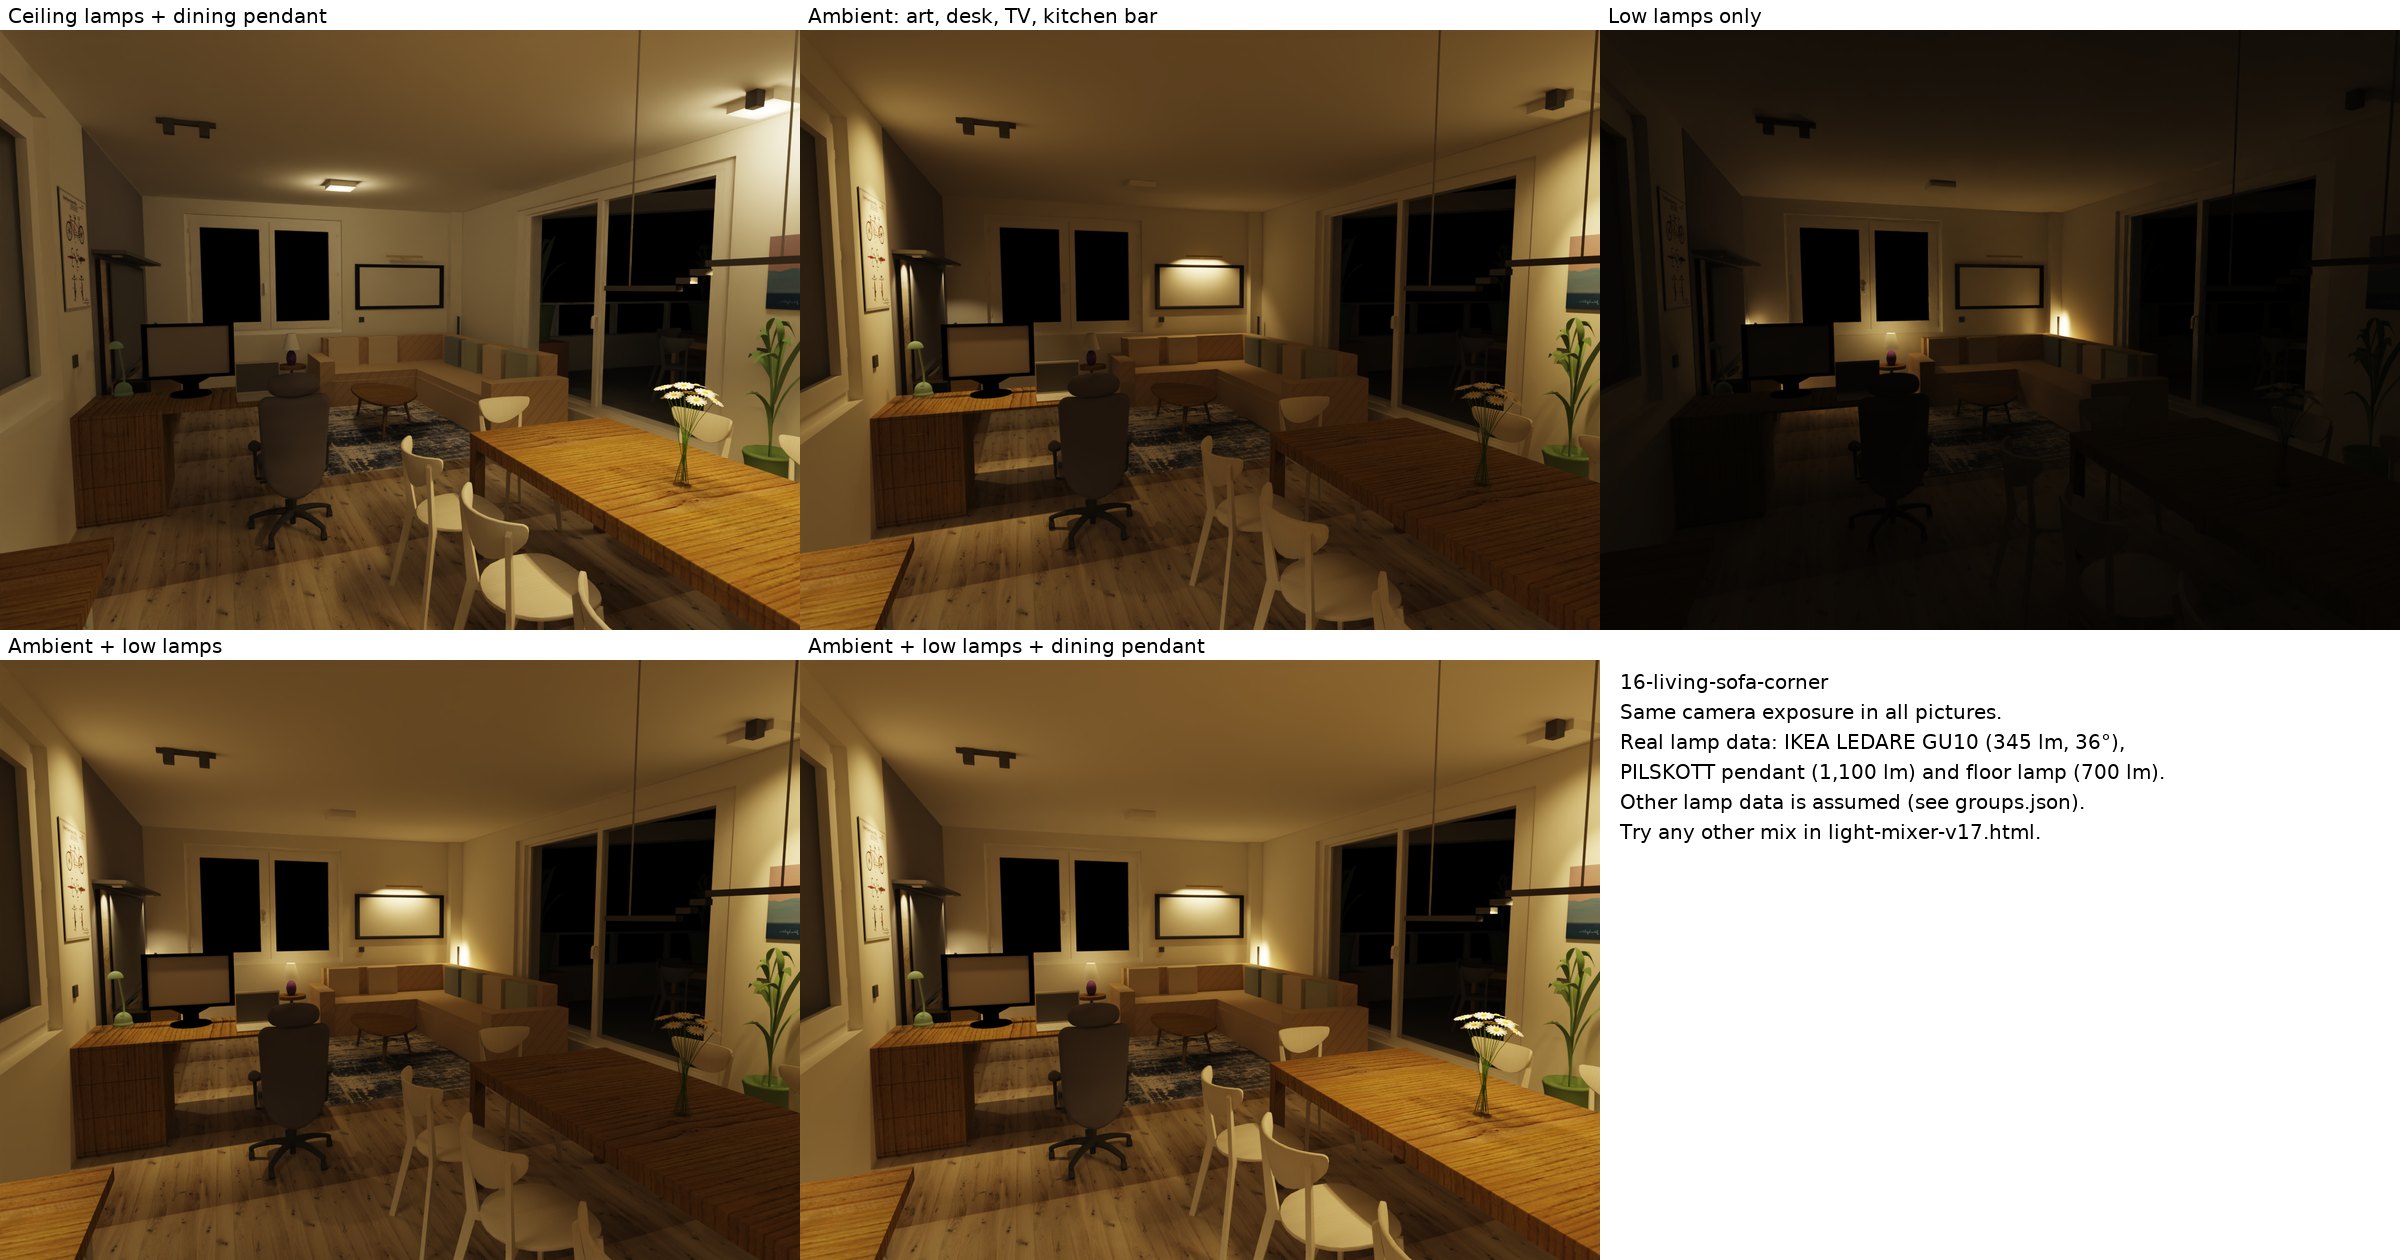 Ceiling lamps + dining pendant
Ambient: art, desk, TV, kitchen bar
Low lamps only
Ambient + low lamps
Ambient + low lamps + dining pendant
16-living-sofa-corner
Same camera exposure in all pictures.
Real lamp data: IKEA LEDARE GU10 (345 lm, 36°),
PILSKOTT pendant (1,100 lm) and floor lamp (700 lm).
Other lamp data is assumed (see groups.json).
Try any other mix in light-mixer-v17.html.